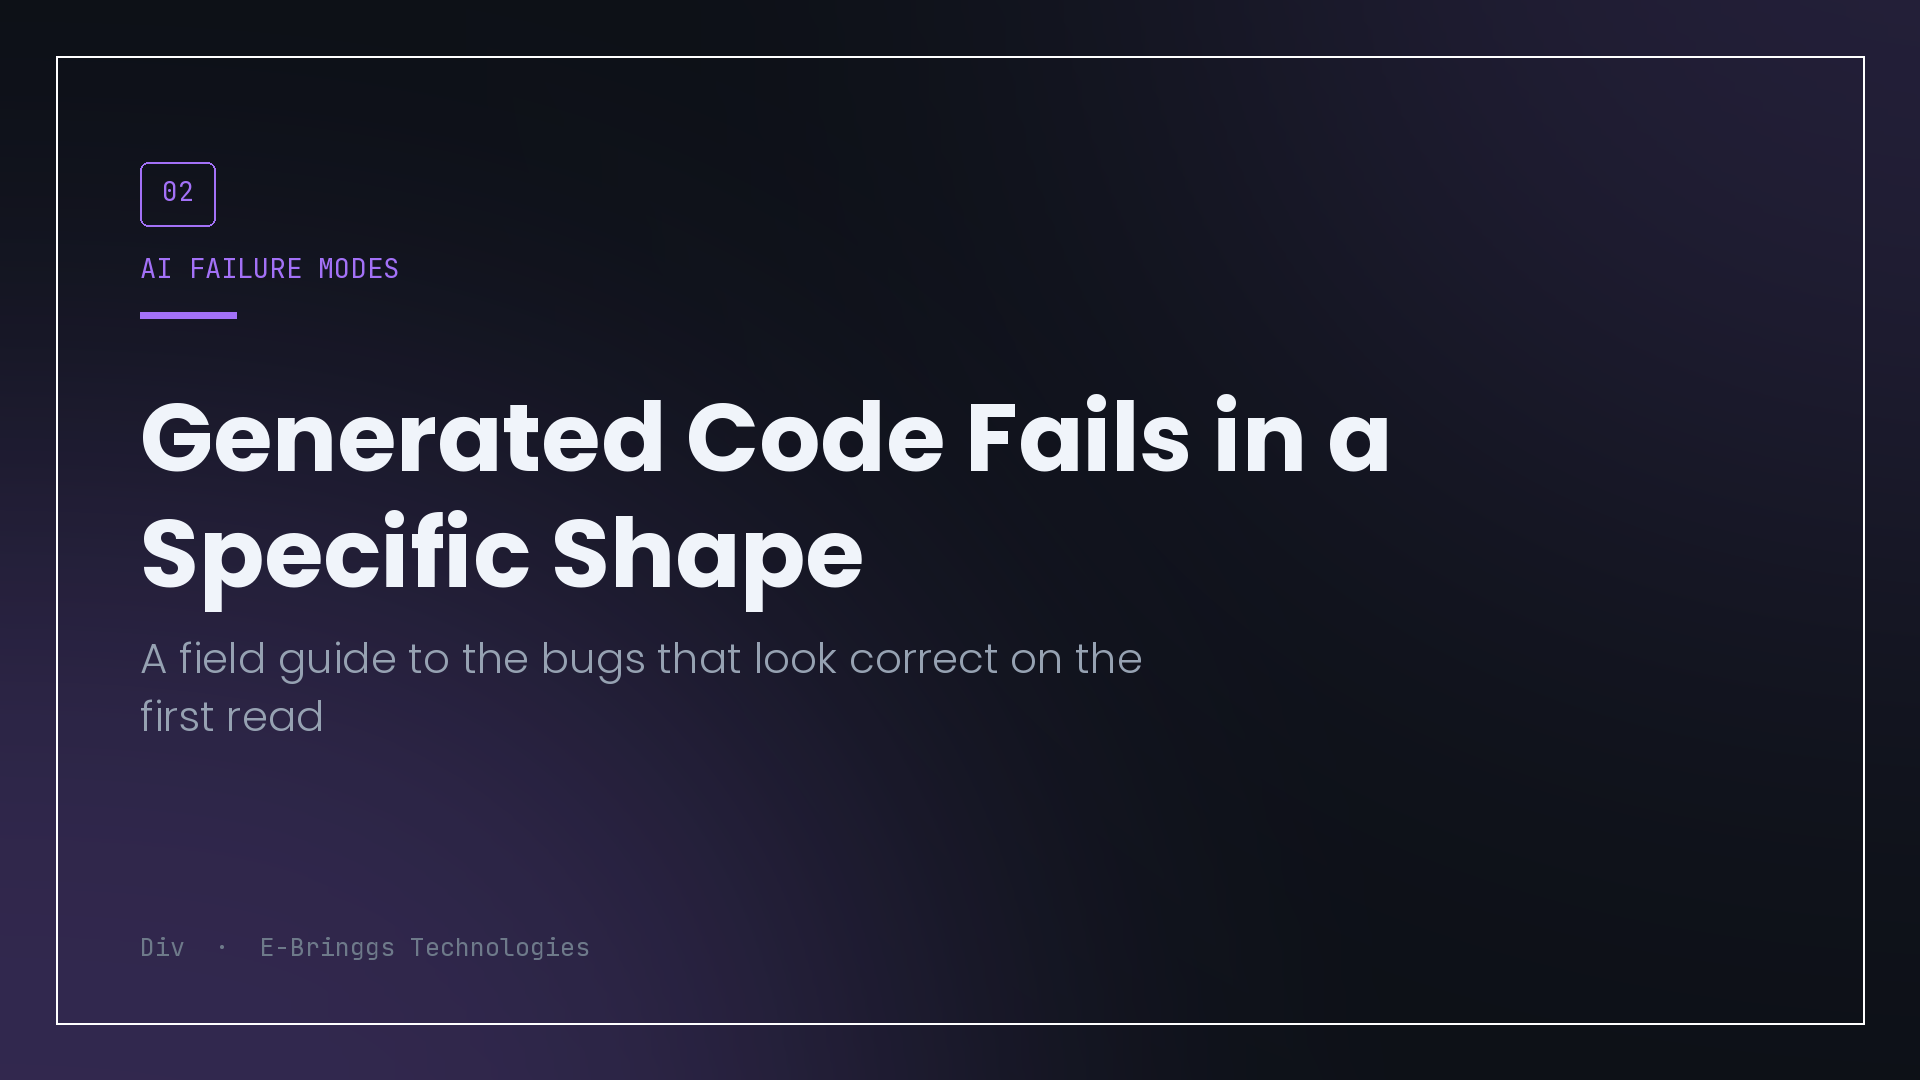 02
AI FAILURE MODES
Generated Code Fails in a
Specific Shape
A field guide to the bugs that look correct on the
first read
Div · E-Bringgs Technologies